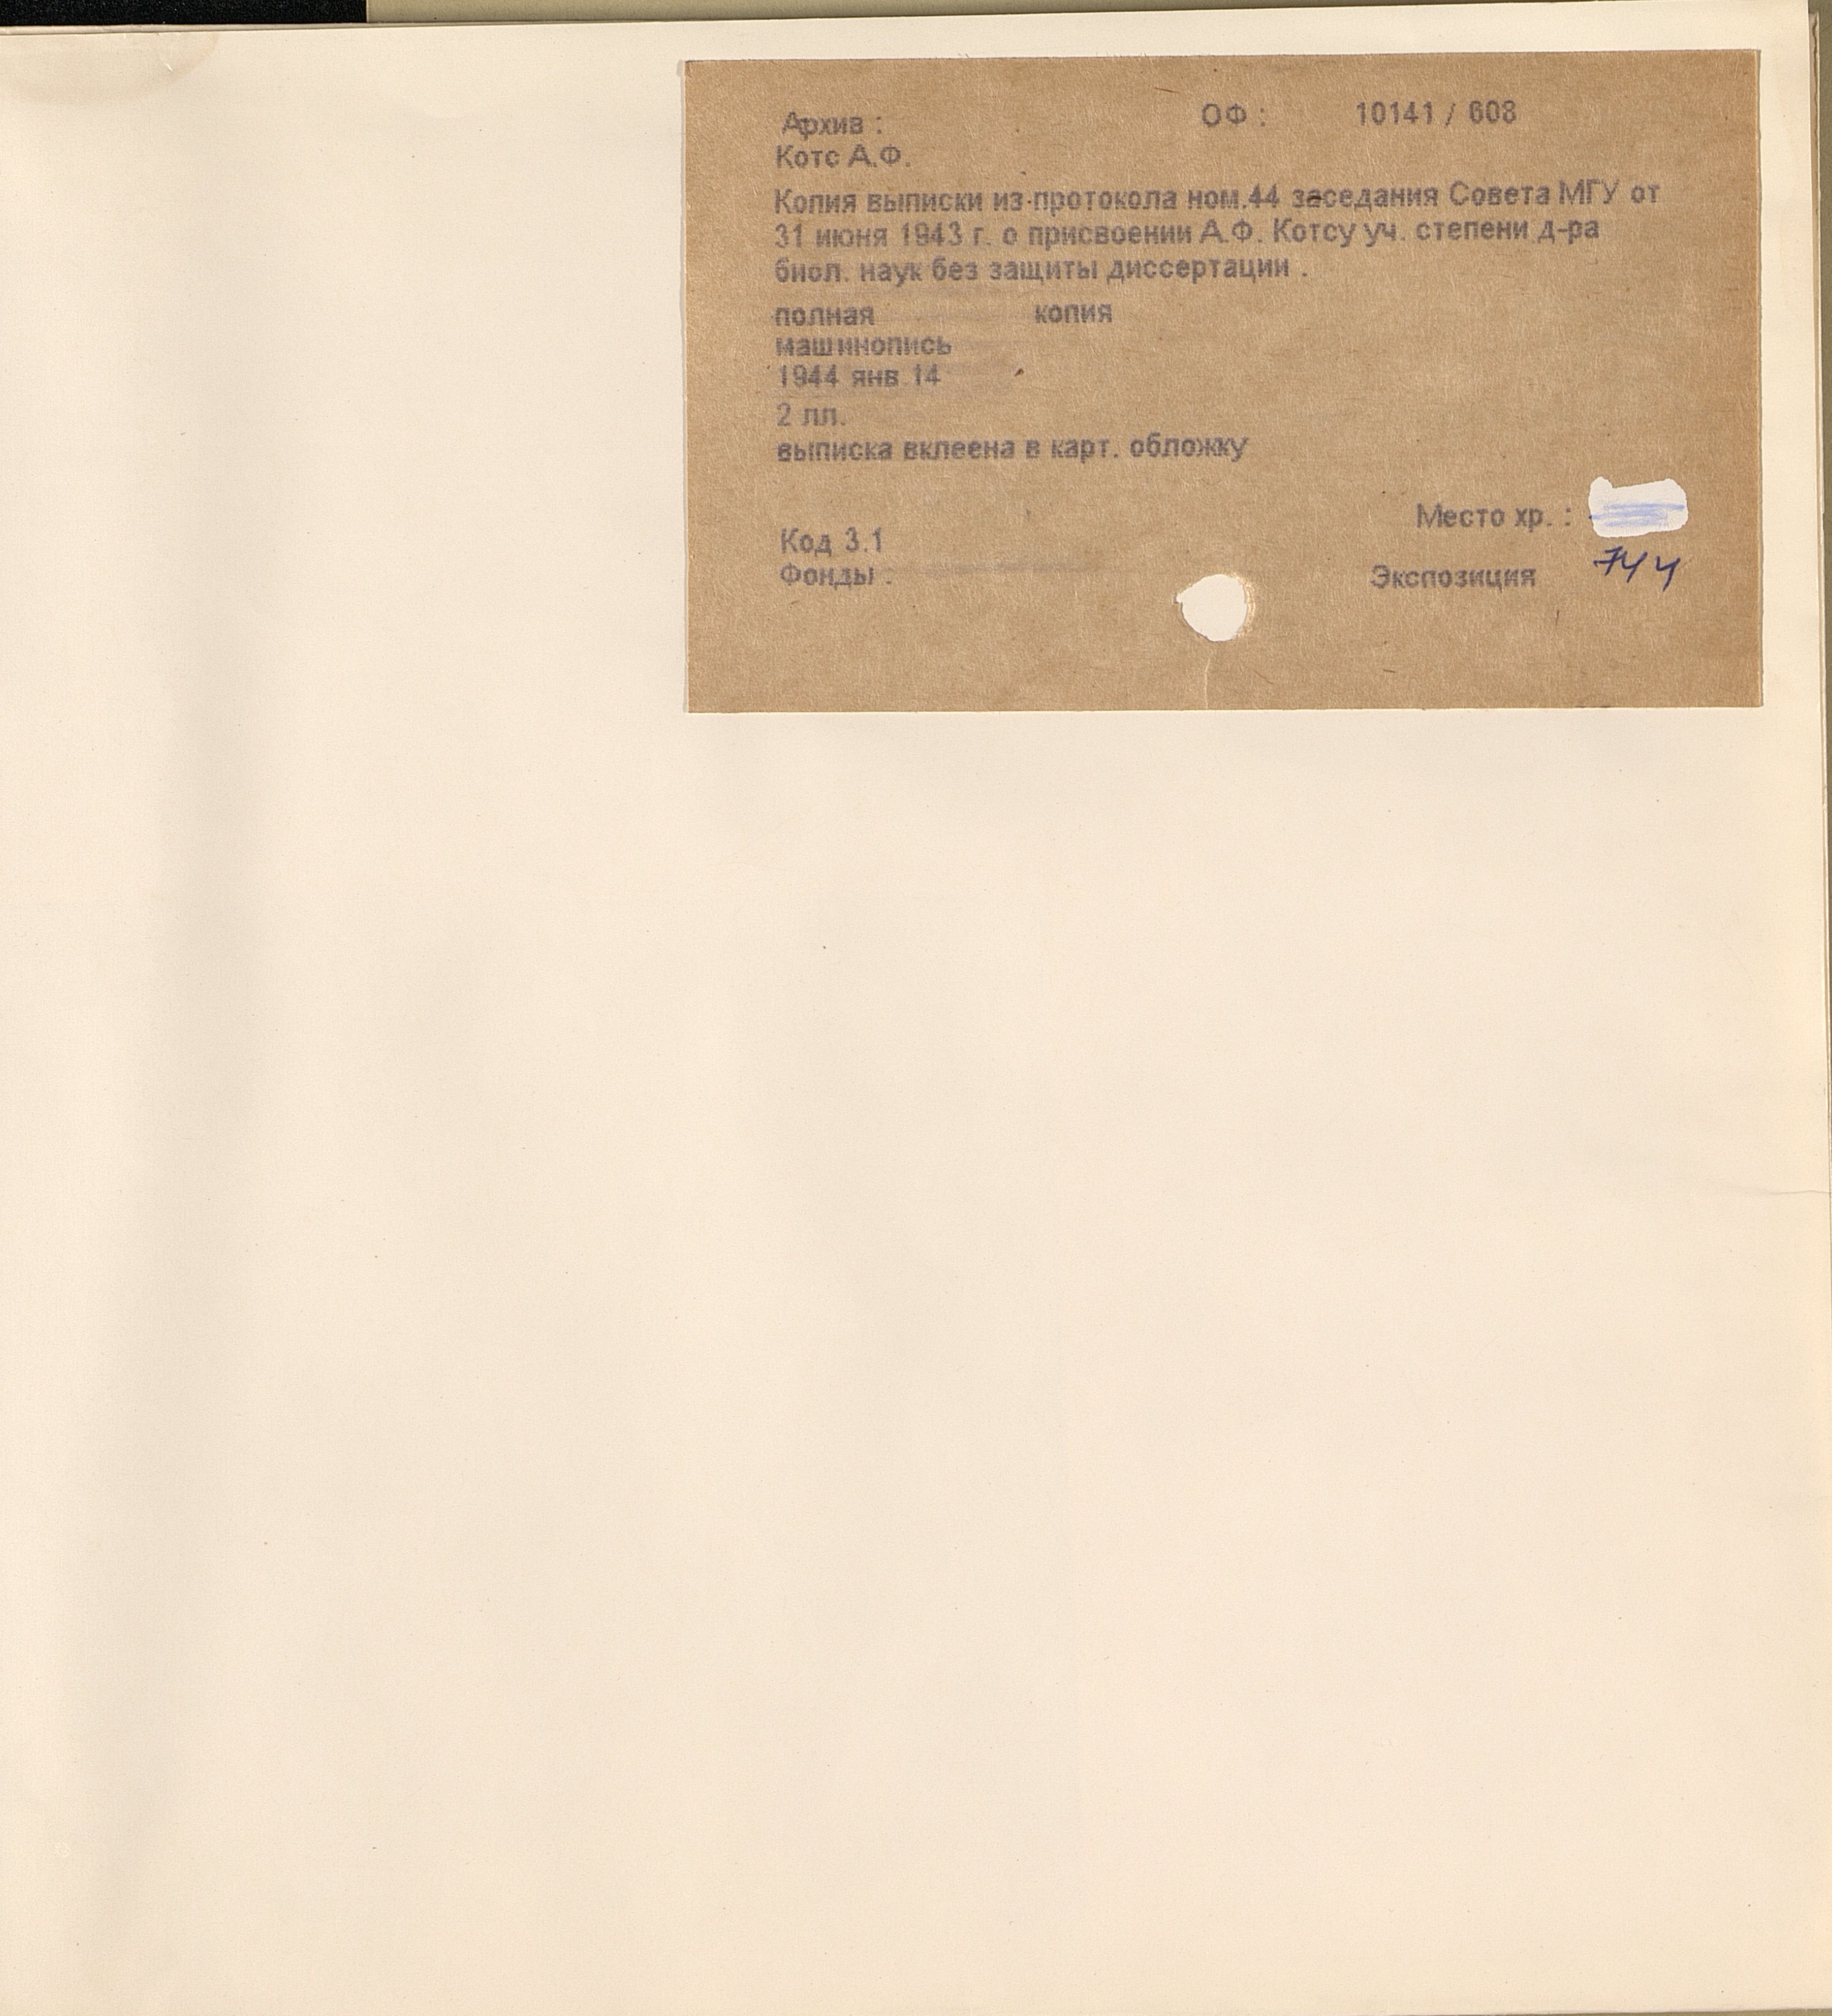 Архив : ОФ : 10141 / 608
Котс А.Ф.
Копия выписки из протокола ном.44 заседания Совета МГУ от
31 июня 1943 г. о присвоении А.Ф. Котсу уч. степени д-ра
биол. наук без защиты диссертации .
полная копия
машинопись
1944 янв 14
2 лл.
выписка вклеена в карт. обложку
Место хр. :
Код 3.1
Фонды : Экспозиция 744